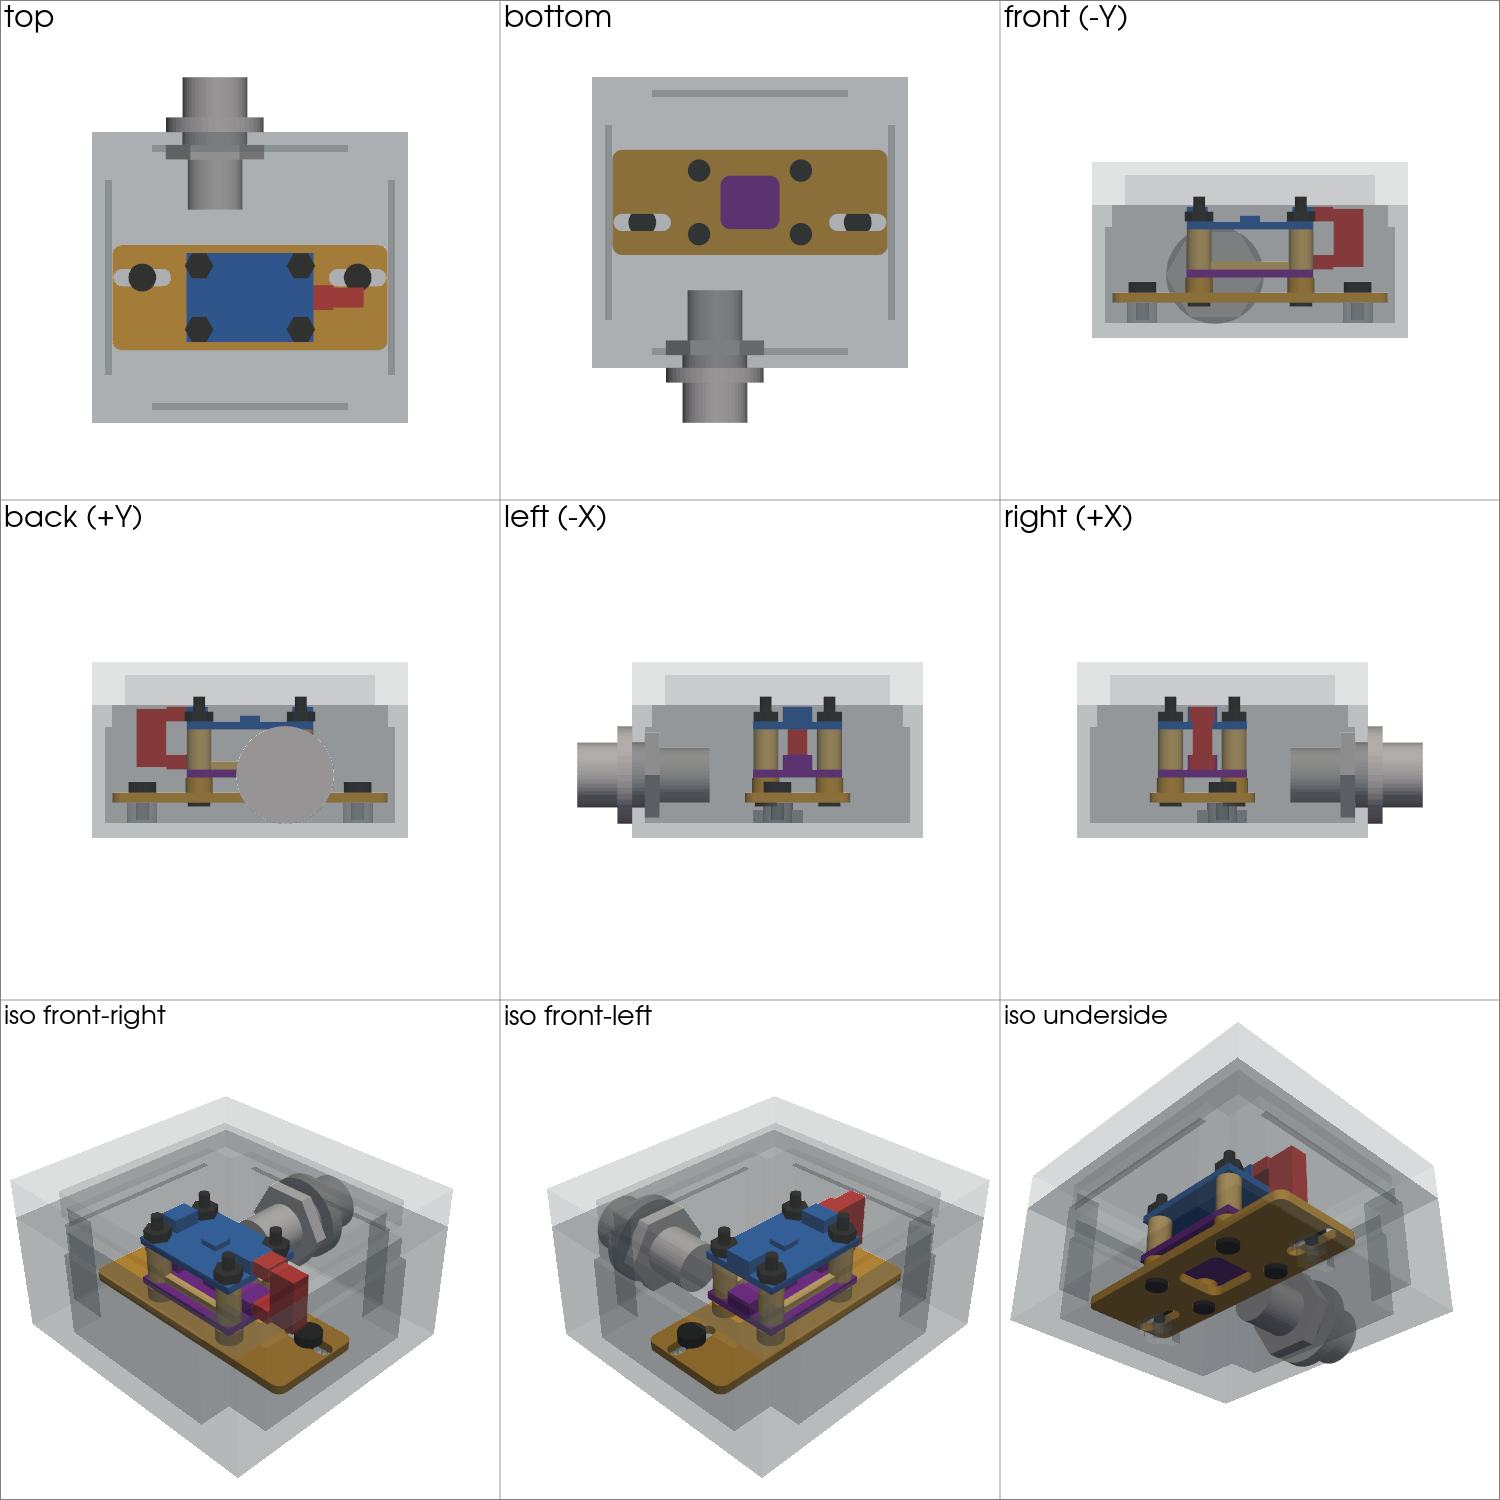 top
bottom
front (-Y)
back (+Y)
left (-X)
right (+X)
iso front-right
iso front-left
iso underside